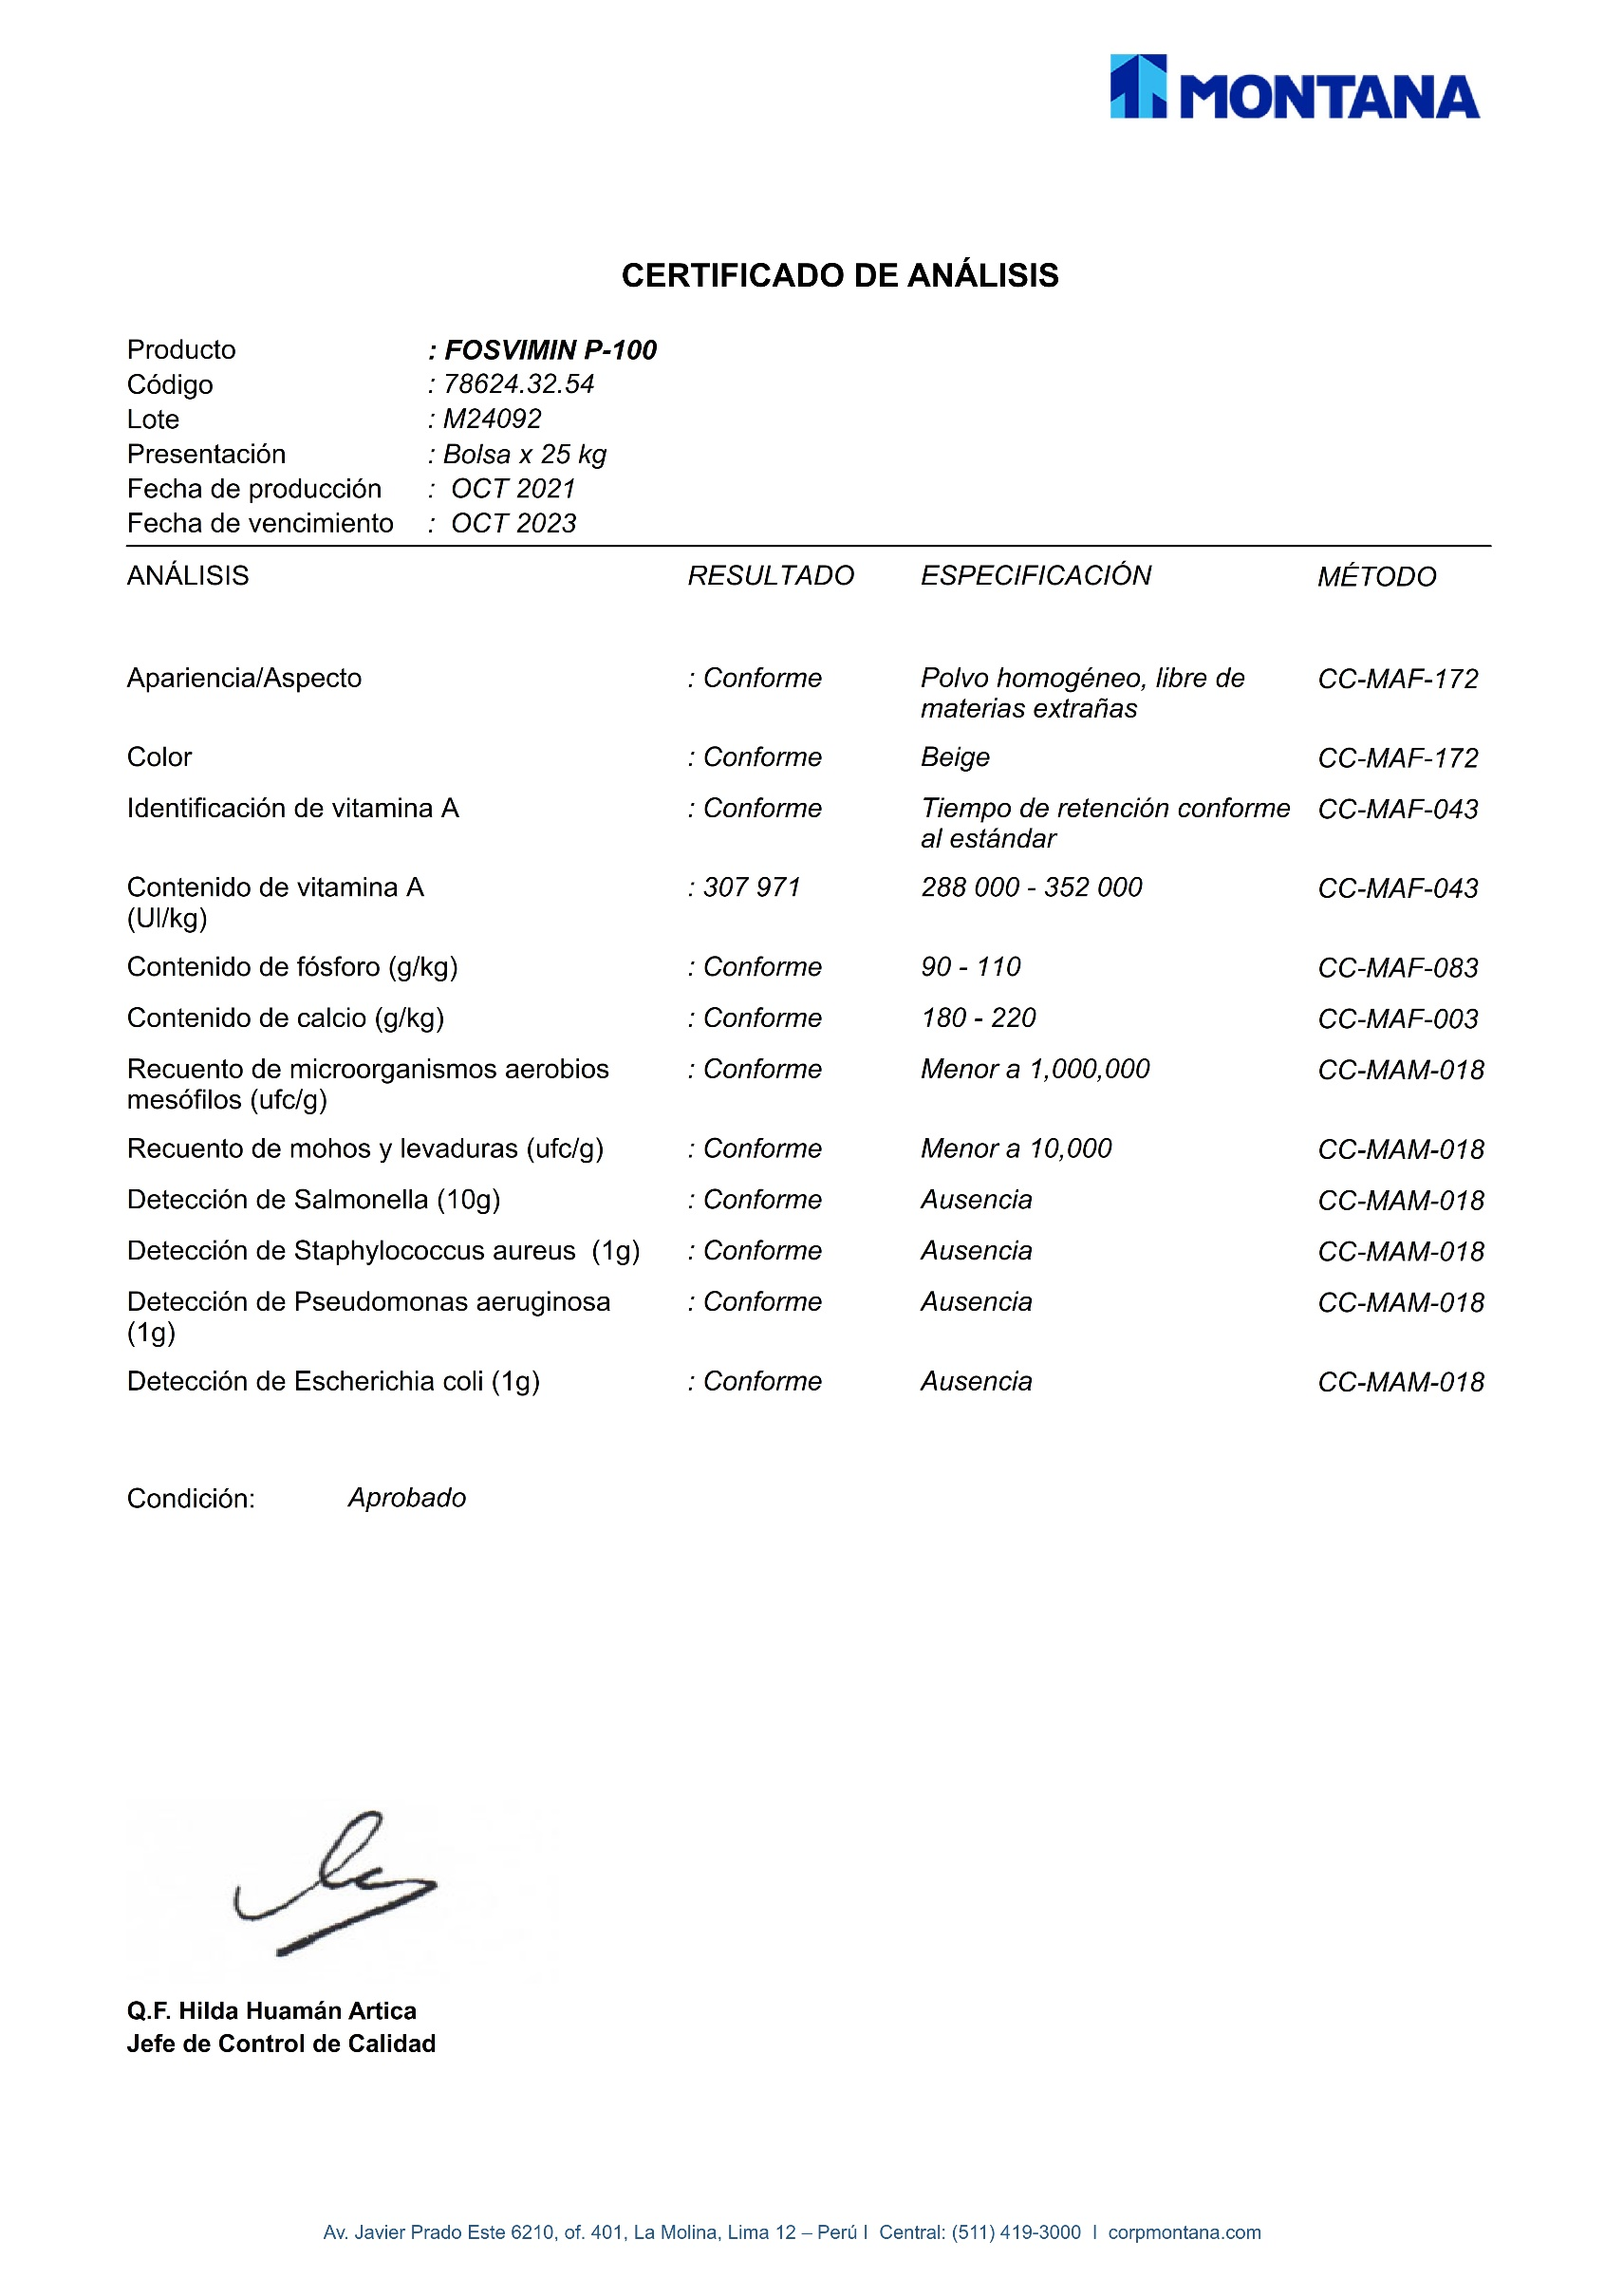 MONTANA
CERTIFICADO DE ANÁLISIS
Producto : FOSVIMIN P-100
Código : 78624.32.54
Lote : M24092
Presentación : Bolsa x 25 kg
Fecha de producción : OCT 2021
Fecha de vencimiento : OCT 2023
ANÁLISIS RESULTADO ESPECIFICACIÓN MÉTODO
Apariencia/Aspecto : Conforme Polvo homogéneo, libre de CC-MAF-172
materias extrañas
Color : Conforme Beige CC-MAF-172
Identificación de vitamina A : Conforme Tiempo de retención conforme CC-MAF-043
al estándar
Contenido de vitamina A : 307 971 288 000 - 352 000 CC-MAF-043
(UI/kg)
Contenido de fósforo (g/kg) : Conforme 90 - 110 CC-MAF-083
Contenido de calcio (g/kg) : Conforme 180 - 220 CC-MAF-003
Recuento de microorganismos aerobios : Conforme Menor a 1,000,000 CC-MAM-018
mesófilos (ufc/g)
Recuento de mohos y levaduras (ufc/g) : Conforme Menor a 10,000 CC-MAM-018
Detección de Salmonella (10g) : Conforme Ausencia CC-MAM-018
Detección de Staphylococcus aureus (1g) : Conforme Ausencia CC-MAM-018
Detección de Pseudomonas aeruginosa : Conforme Ausencia CC-MAM-018
(1g)
Detección de Escherichia coli (1g) : Conforme Ausencia CC-MAM-018
Condición: Aprobado
Q.F. Hilda Huamán Artica
Jefe de Control de Calidad
Av. Javier Prado Este 6210, of. 401, La Molina, Lima 12 – Perú I Central: (511) 419-3000 I corpmontana.com